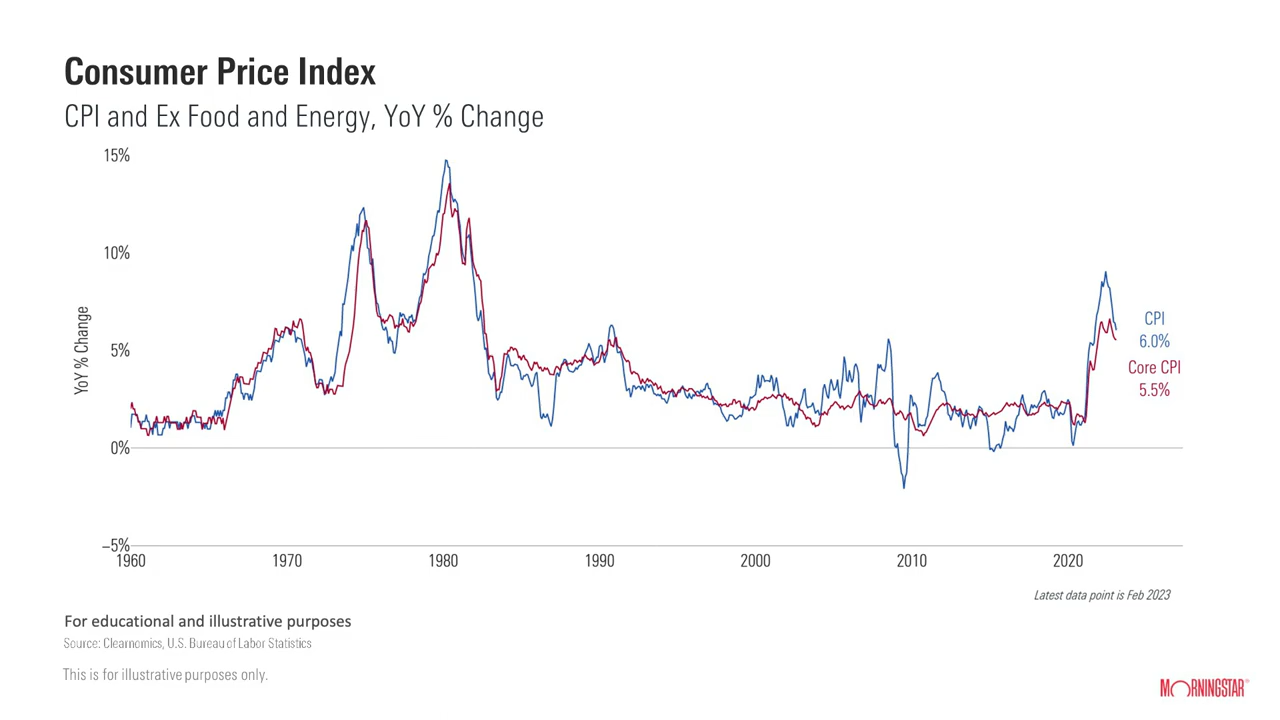 Consumer Price Index
CPI and Ex Food and Energy, YoY % Change
15%
10%
5%
0%
–5%
YoY % Change
CPI
6.0%
Core CPI
5.5%
1960 1970 1980 1990 2000 2010 2020
Latest data point is Feb 2023
For educational and illustrative purposes
Source: Clearnomics, U.S. Bureau of Labor Statistics
This is for illustrative purposes only.
MORNINGSTAR®